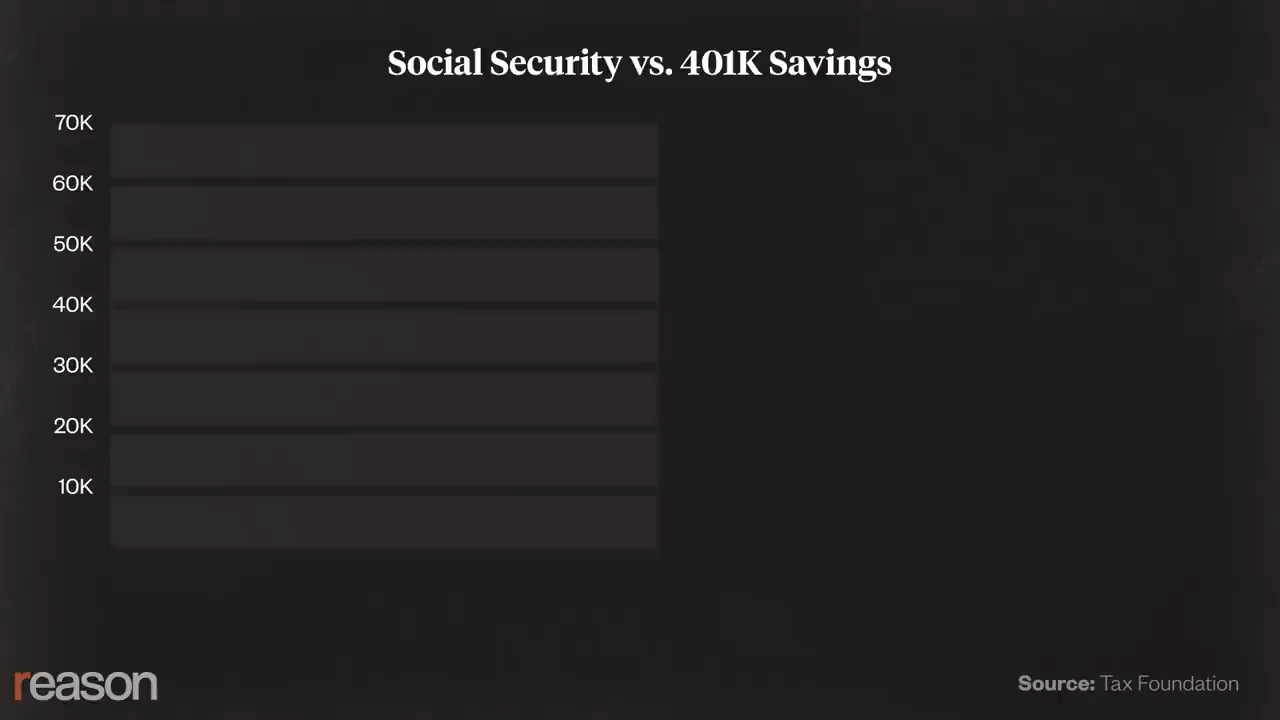 Social Security vs. 401K Savings
70K
60K
50K
40K
30K
20K
10K
reason
Source: Tax Foundation